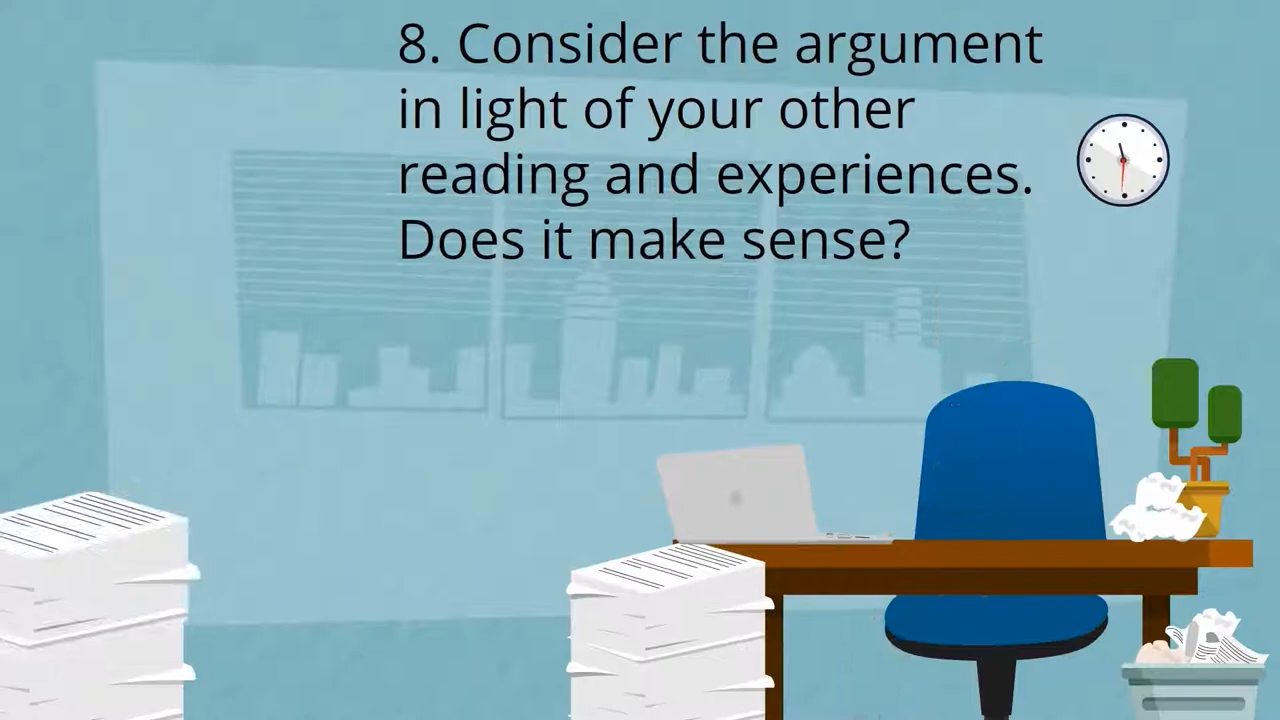 8. Consider the argument
in light of your other
reading and experiences.
Does it make sense?